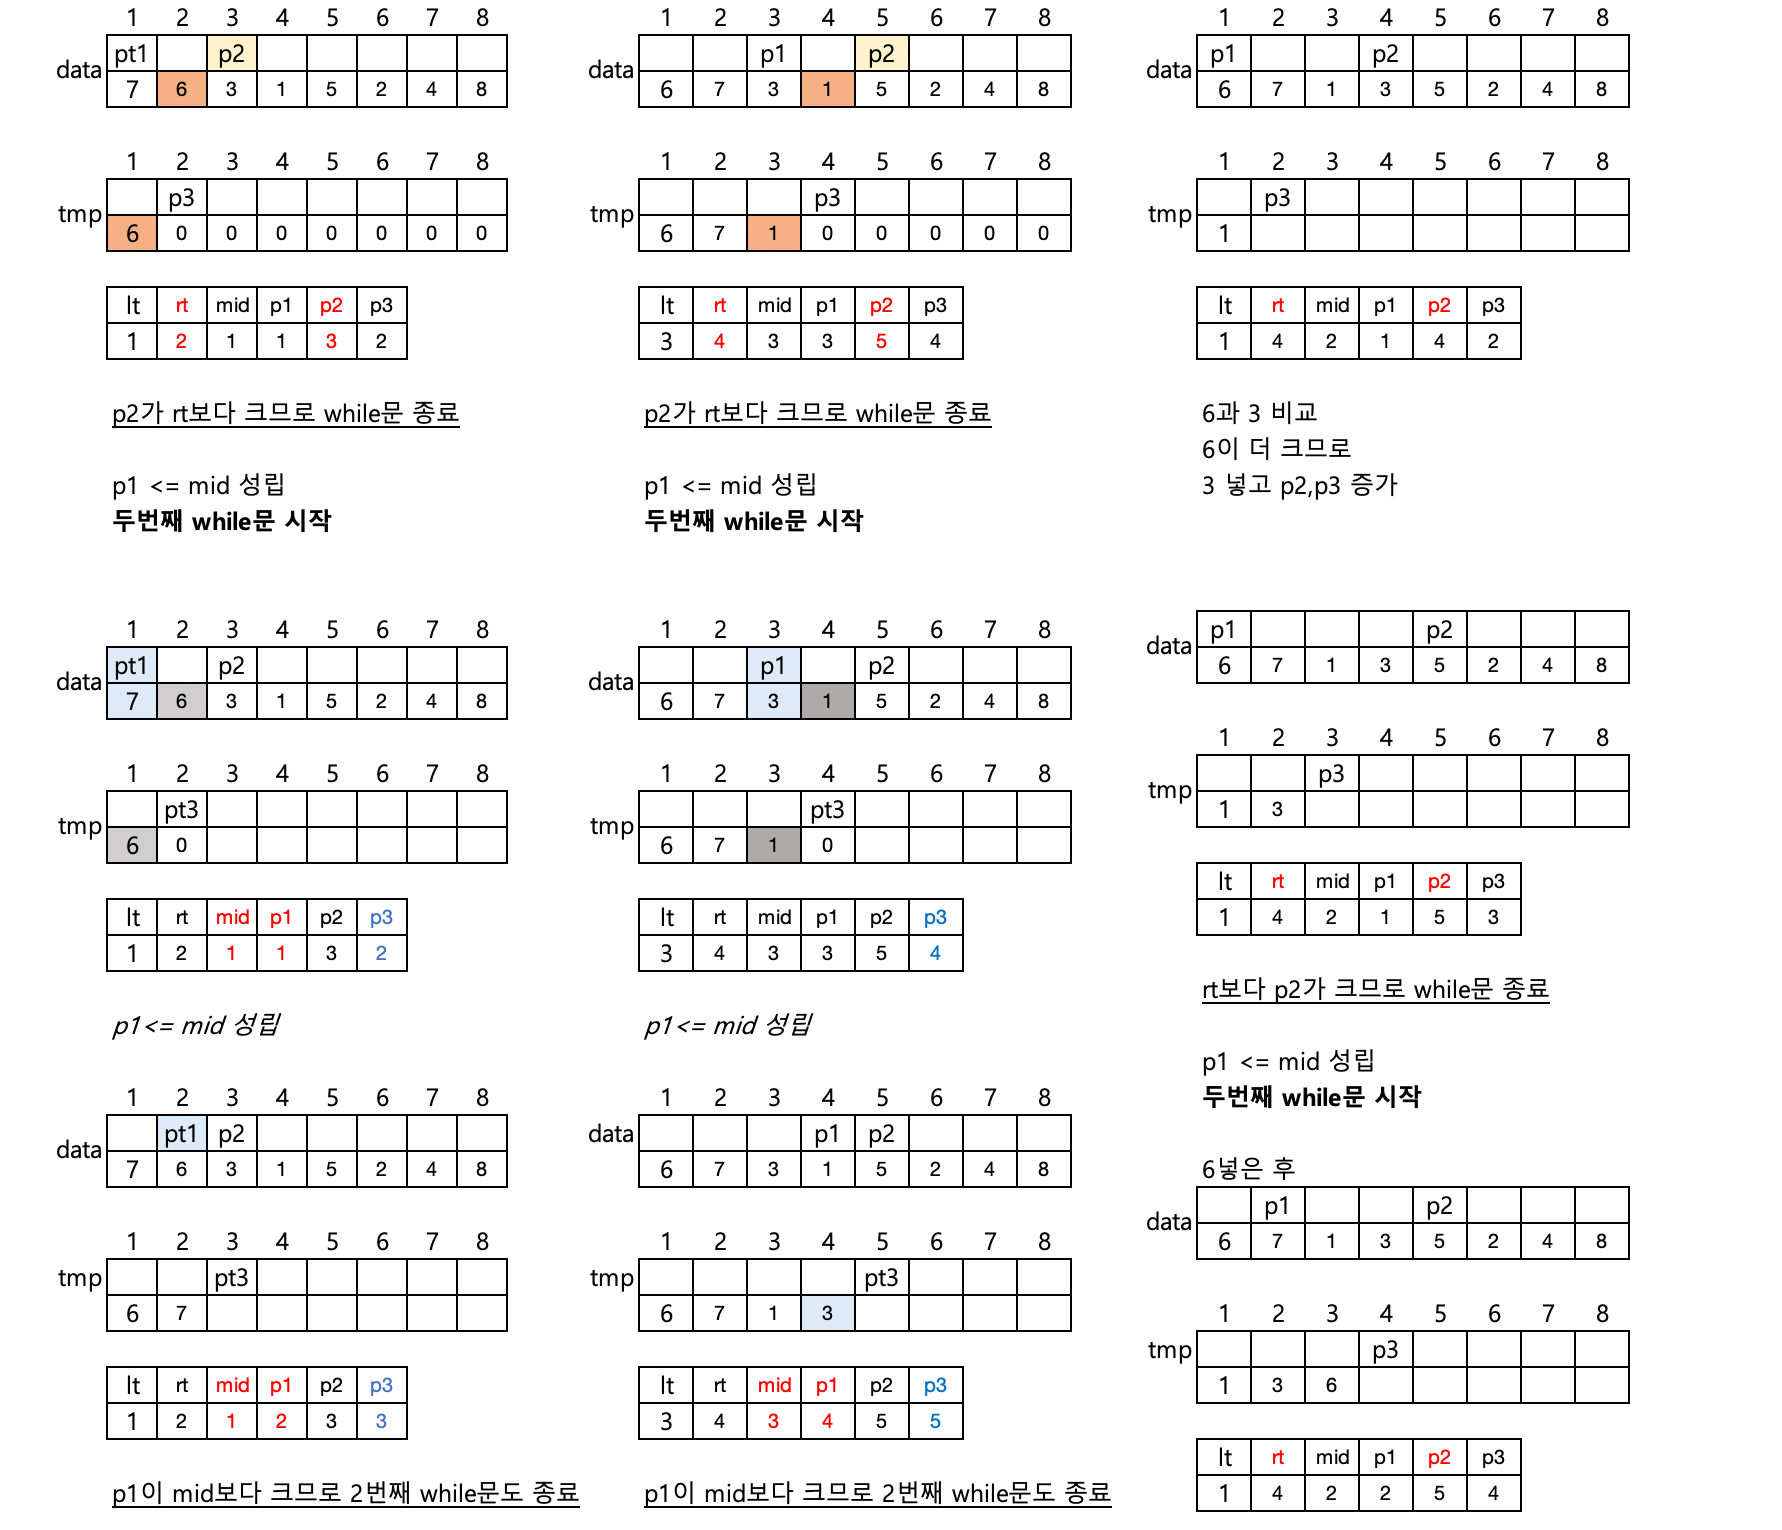 1 2 3 4 5 6 7 8
data
pt1 p2
7 6 3 1 5 2 4 8
1 2 3 4 5 6 7 8
tmp
p3
6 0 0 0 0 0 0 0
lt rt mid p1 p2 p3
1 2 1 1 3 2
p2가 rt보다 크므로 while문 종료
p1 <= mid 성립
두번째 while문 시작
1 2 3 4 5 6 7 8
data
pt1 p2
7 6 3 1 5 2 4 8
1 2 3 4 5 6 7 8
tmp
pt3
6 0
lt rt mid p1 p2 p3
1 2 1 1 3 2
p1<= mid 성립
1 2 3 4 5 6 7 8
data
pt1 p2
7 6 3 1 5 2 4 8
1 2 3 4 5 6 7 8
tmp
pt3
6 7
lt rt mid p1 p2 p3
1 2 1 2 3 3
p1이 mid보다 크므로 2번째 while문도 종료
1 2 3 4 5 6 7 8
data
p1 p2
6 7 3 1 5 2 4 8
1 2 3 4 5 6 7 8
tmp
p3
6 7 1 0 0 0 0 0
lt rt mid p1 p2 p3
3 4 3 3 5 4
p2가 rt보다 크므로 while문 종료
p1 <= mid 성립
두번째 while문 시작
1 2 3 4 5 6 7 8
data
p1 p2
6 7 3 1 5 2 4 8
1 2 3 4 5 6 7 8
tmp
pt3
6 7 1 0
lt rt mid p1 p2 p3
3 4 3 3 5 4
p1<= mid 성립
1 2 3 4 5 6 7 8
data
p1 p2
6 7 3 1 5 2 4 8
1 2 3 4 5 6 7 8
tmp
pt3
6 7 1 3
lt rt mid p1 p2 p3
3 4 3 4 5 5
p1이 mid보다 크므로 2번째 while문도 종료
1 2 3 4 5 6 7 8
data
p1 p2
6 7 1 3 5 2 4 8
1 2 3 4 5 6 7 8
tmp
p3
1
lt rt mid p1 p2 p3
1 4 2 1 4 2
6과 3 비교
6이 더 크므로
3 넣고 p2,p3 증가
data
p1 p2
6 7 1 3 5 2 4 8
1 2 3 4 5 6 7 8
tmp
p3
1 3
lt rt mid p1 p2 p3
1 4 2 1 5 3
rt보다 p2가 크므로 while문 종료
p1 <= mid 성립
두번째 while문 시작
6넣은 후
data
p1 p2
6 7 1 3 5 2 4 8
1 2 3 4 5 6 7 8
tmp
p3
1 3 6
lt rt mid p1 p2 p3
1 4 2 2 5 4